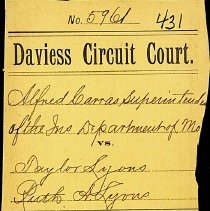 No. 5961 431
Daviess Circuit Court.
Alfred Carras Superintende
of the Ins Department of Mo
vs.
Taylor Lyons
Ruth A Lyons